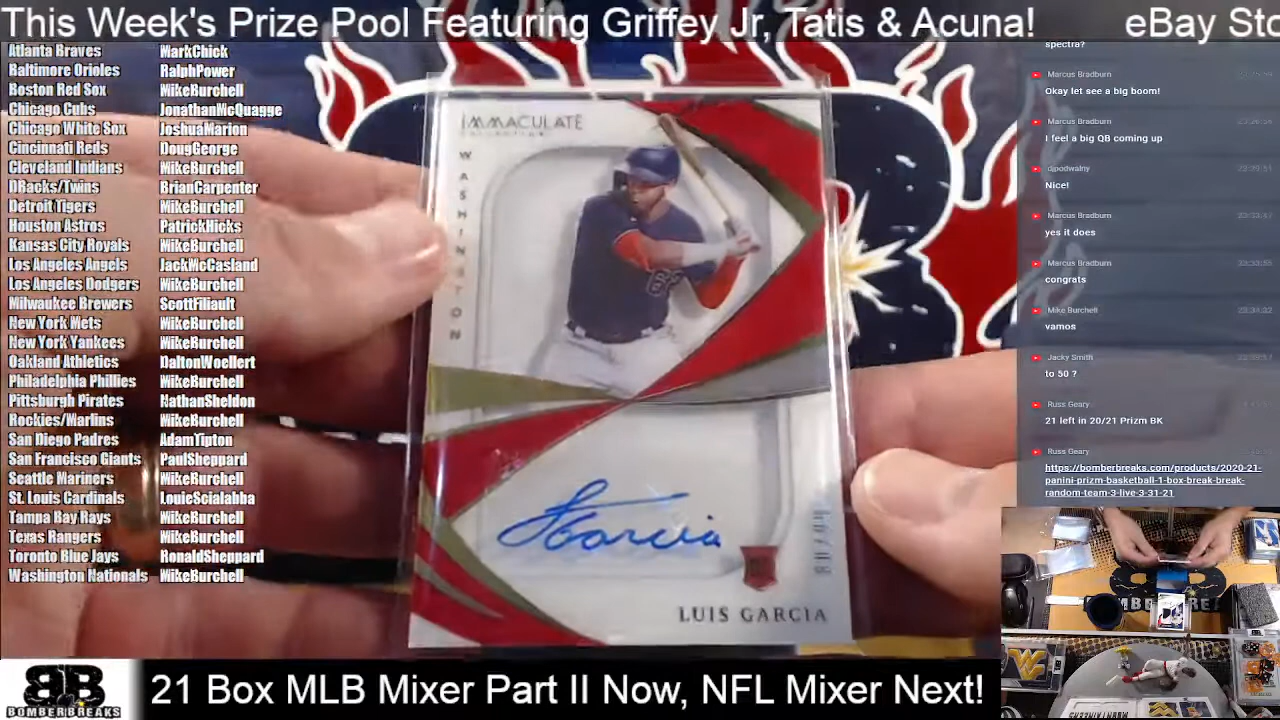 This Week's Prize Pool Featuring Griffey Jr, Tatis & Acuna! eBay Sto
Atlanta Braves MarkChick
Baltimore Orioles RalphPower
Boston Red Sox MikeBurchell
Chicago Cubs JonathanMcQuagge
Chicago White Sox JoshuaMarion
Cincinnati Reds DougGeorge
Cleveland Indians MikeBurchell
DBacks/Twins BrianCarpenter
Detroit Tigers MikeBurchell
Houston Astros PatrickHicks
Kansas City Royals MikeBurchell
Los Angeles Angels JackMcCasland
Los Angeles Dodgers MikeBurchell
Milwaukee Brewers ScottFiliault
New York Mets MikeBurchell
New York Yankees MikeBurchell
Oakland Athletics DaltonWoellert
Philadelphia Phillies MikeBurchell
Pittsburgh Pirates NathanSheldon
Rockies/Marlins MikeBurchell
San Diego Padres AdamTipton
San Francisco Giants PaulSheppard
Seattle Mariners MikeBurchell
St. Louis Cardinals LouieScialabba
Tampa Bay Rays MikeBurchell
Texas Rangers MikeBurchell
Toronto Blue Jays RonaldSheppard
Washington Nationals MikeBurchell
IMMACULATE
COLLECTION
WASHINGTON
L Garcia
RC
LUIS GARCIA
spectra?
Marcus Bradburn
Okay let see a big boom!
Marcus Bradburn
I feel a big QB coming up
djpodwalny
Nice!
Marcus Bradburn
yes it does
Marcus Bradburn
congrats
Mike Burchell
vamos
Jacky Smith
to 50 ?
Russ Geary
21 left in 20/21 Prizm BK
Russ Geary
https://bomberbreaks.com/products/2020-21-
panini-prizm-basketball-1-box-break-break-
random-team-3-live-3-31-21
BB
BOMBERBREAKS
21 Box MLB Mixer Part II Now, NFL Mixer Next!